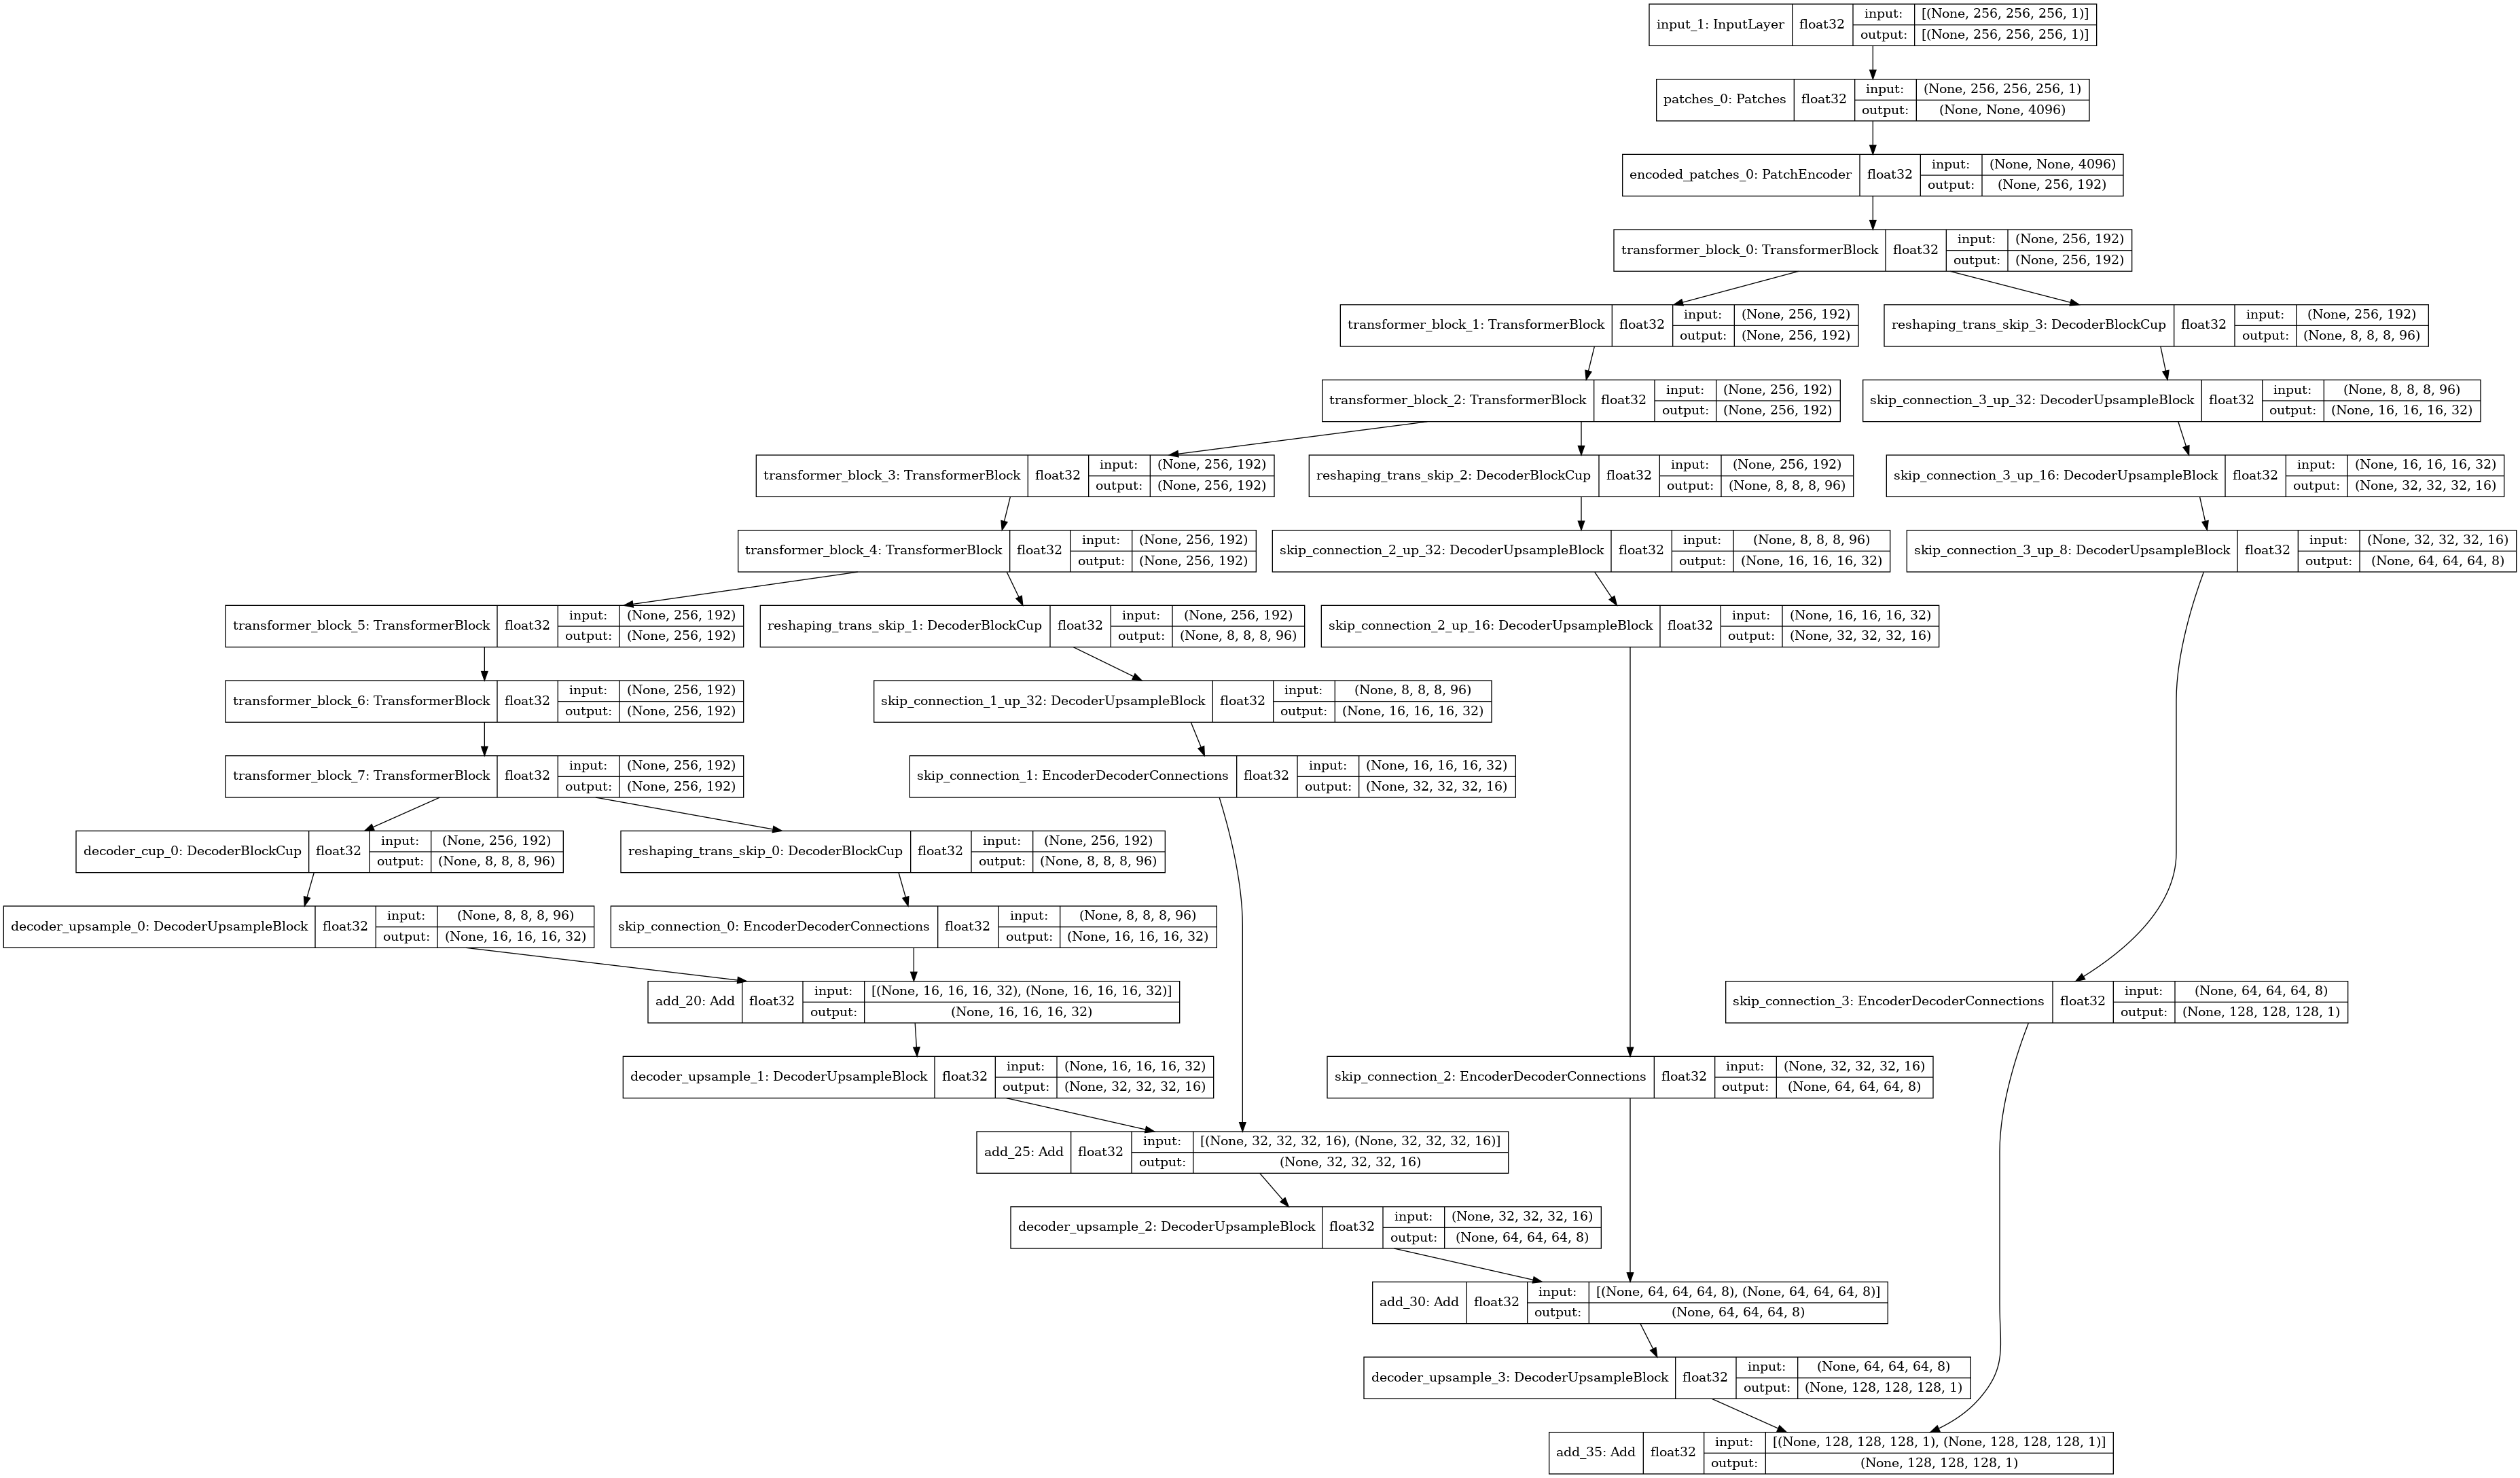 input_1: InputLayer float32 input: [(None, 256, 256, 256, 1)]
output: [(None, 256, 256, 256, 1)]
patches_0: Patches float32 input: (None, 256, 256, 256, 1)
output: (None, None, 4096)
encoded_patches_0: PatchEncoder float32 input: (None, None, 4096)
output: (None, 256, 192)
transformer_block_0: TransformerBlock float32 input: (None, 256, 192)
output: (None, 256, 192)
transformer_block_1: TransformerBlock float32 input: (None, 256, 192)
output: (None, 256, 192)
reshaping_trans_skip_3: DecoderBlockCup float32 input: (None, 256, 192)
output: (None, 8, 8, 8, 96)
transformer_block_2: TransformerBlock float32 input: (None, 256, 192)
output: (None, 256, 192)
skip_connection_3_up_32: DecoderUpsampleBlock float32 input: (None, 8, 8, 8, 96)
output: (None, 16, 16, 16, 32)
transformer_block_3: TransformerBlock float32 input: (None, 256, 192)
output: (None, 256, 192)
reshaping_trans_skip_2: DecoderBlockCup float32 input: (None, 256, 192)
output: (None, 8, 8, 8, 96)
skip_connection_3_up_16: DecoderUpsampleBlock float32 input: (None, 16, 16, 16, 32)
output: (None, 32, 32, 32, 16)
transformer_block_4: TransformerBlock float32 input: (None, 256, 192)
output: (None, 256, 192)
skip_connection_2_up_32: DecoderUpsampleBlock float32 input: (None, 8, 8, 8, 96)
output: (None, 16, 16, 16, 32)
skip_connection_3_up_8: DecoderUpsampleBlock float32 input: (None, 32, 32, 32, 16)
output: (None, 64, 64, 64, 8)
transformer_block_5: TransformerBlock float32 input: (None, 256, 192)
output: (None, 256, 192)
reshaping_trans_skip_1: DecoderBlockCup float32 input: (None, 256, 192)
output: (None, 8, 8, 8, 96)
skip_connection_2_up_16: DecoderUpsampleBlock float32 input: (None, 16, 16, 16, 32)
output: (None, 32, 32, 32, 16)
transformer_block_6: TransformerBlock float32 input: (None, 256, 192)
output: (None, 256, 192)
skip_connection_1_up_32: DecoderUpsampleBlock float32 input: (None, 8, 8, 8, 96)
output: (None, 16, 16, 16, 32)
transformer_block_7: TransformerBlock float32 input: (None, 256, 192)
output: (None, 256, 192)
skip_connection_1: EncoderDecoderConnections float32 input: (None, 16, 16, 16, 32)
output: (None, 32, 32, 32, 16)
decoder_cup_0: DecoderBlockCup float32 input: (None, 256, 192)
output: (None, 8, 8, 8, 96)
reshaping_trans_skip_0: DecoderBlockCup float32 input: (None, 256, 192)
output: (None, 8, 8, 8, 96)
decoder_upsample_0: DecoderUpsampleBlock float32 input: (None, 8, 8, 8, 96)
output: (None, 16, 16, 16, 32)
skip_connection_0: EncoderDecoderConnections float32 input: (None, 8, 8, 8, 96)
output: (None, 16, 16, 16, 32)
add_20: Add float32 input: [(None, 16, 16, 16, 32), (None, 16, 16, 16, 32)]
output: (None, 16, 16, 16, 32)
skip_connection_3: EncoderDecoderConnections float32 input: (None, 64, 64, 64, 8)
output: (None, 128, 128, 128, 1)
decoder_upsample_1: DecoderUpsampleBlock float32 input: (None, 16, 16, 16, 32)
output: (None, 32, 32, 32, 16)
skip_connection_2: EncoderDecoderConnections float32 input: (None, 32, 32, 32, 16)
output: (None, 64, 64, 64, 8)
add_25: Add float32 input: [(None, 32, 32, 32, 16), (None, 32, 32, 32, 16)]
output: (None, 32, 32, 32, 16)
decoder_upsample_2: DecoderUpsampleBlock float32 input: (None, 32, 32, 32, 16)
output: (None, 64, 64, 64, 8)
add_30: Add float32 input: [(None, 64, 64, 64, 8), (None, 64, 64, 64, 8)]
output: (None, 64, 64, 64, 8)
decoder_upsample_3: DecoderUpsampleBlock float32 input: (None, 64, 64, 64, 8)
output: (None, 128, 128, 128, 1)
add_35: Add float32 input: [(None, 128, 128, 128, 1), (None, 128, 128, 128, 1)]
output: (None, 128, 128, 128, 1)